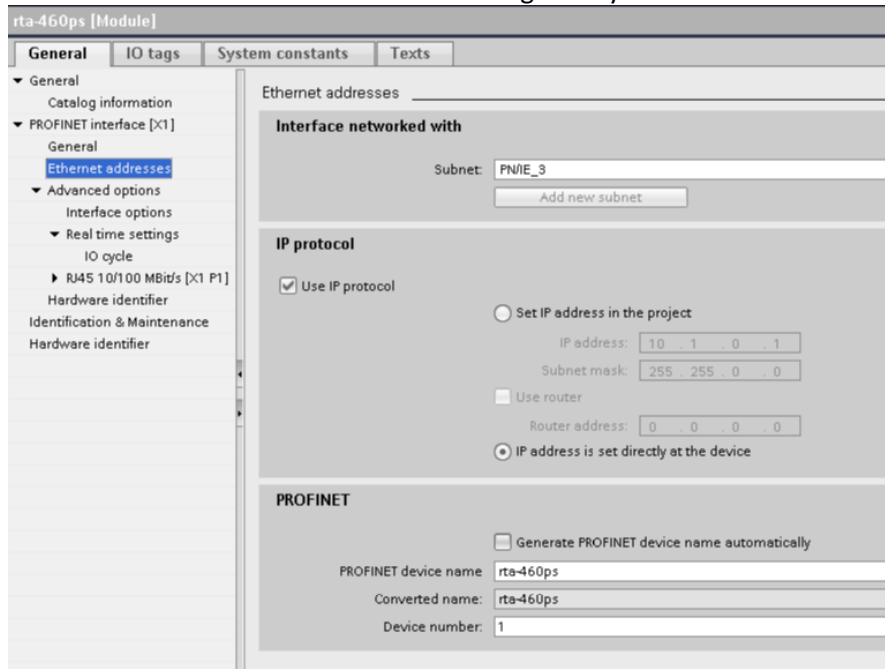 rta-460ps [Module]
General IO tags System constants Texts
General
Catalog information
PROFINET interface [X1]
General
Ethernet addresses
Advanced options
Interface options
Real time settings
IO cycle
RJ45 10/100 MBit/s [X1 P1]
Hardware identifier
Identification & Maintenance
Hardware identifier
Ethernet addresses
Interface networked with
Subnet: PN/IE_3
Add new subnet
IP protocol
Use IP protocol
Set IP address in the project
IP address: 10 . 1 . 0 . 1
Subnet mask: 255 . 255 . 0 . 0
Use router
Router address: 0 . 0 . 0 . 0
IP address is set directly at the device
PROFINET
Generate PROFINET device name automatically
PROFINET device name rta-460ps
Converted name: rta-460ps
Device number: 1